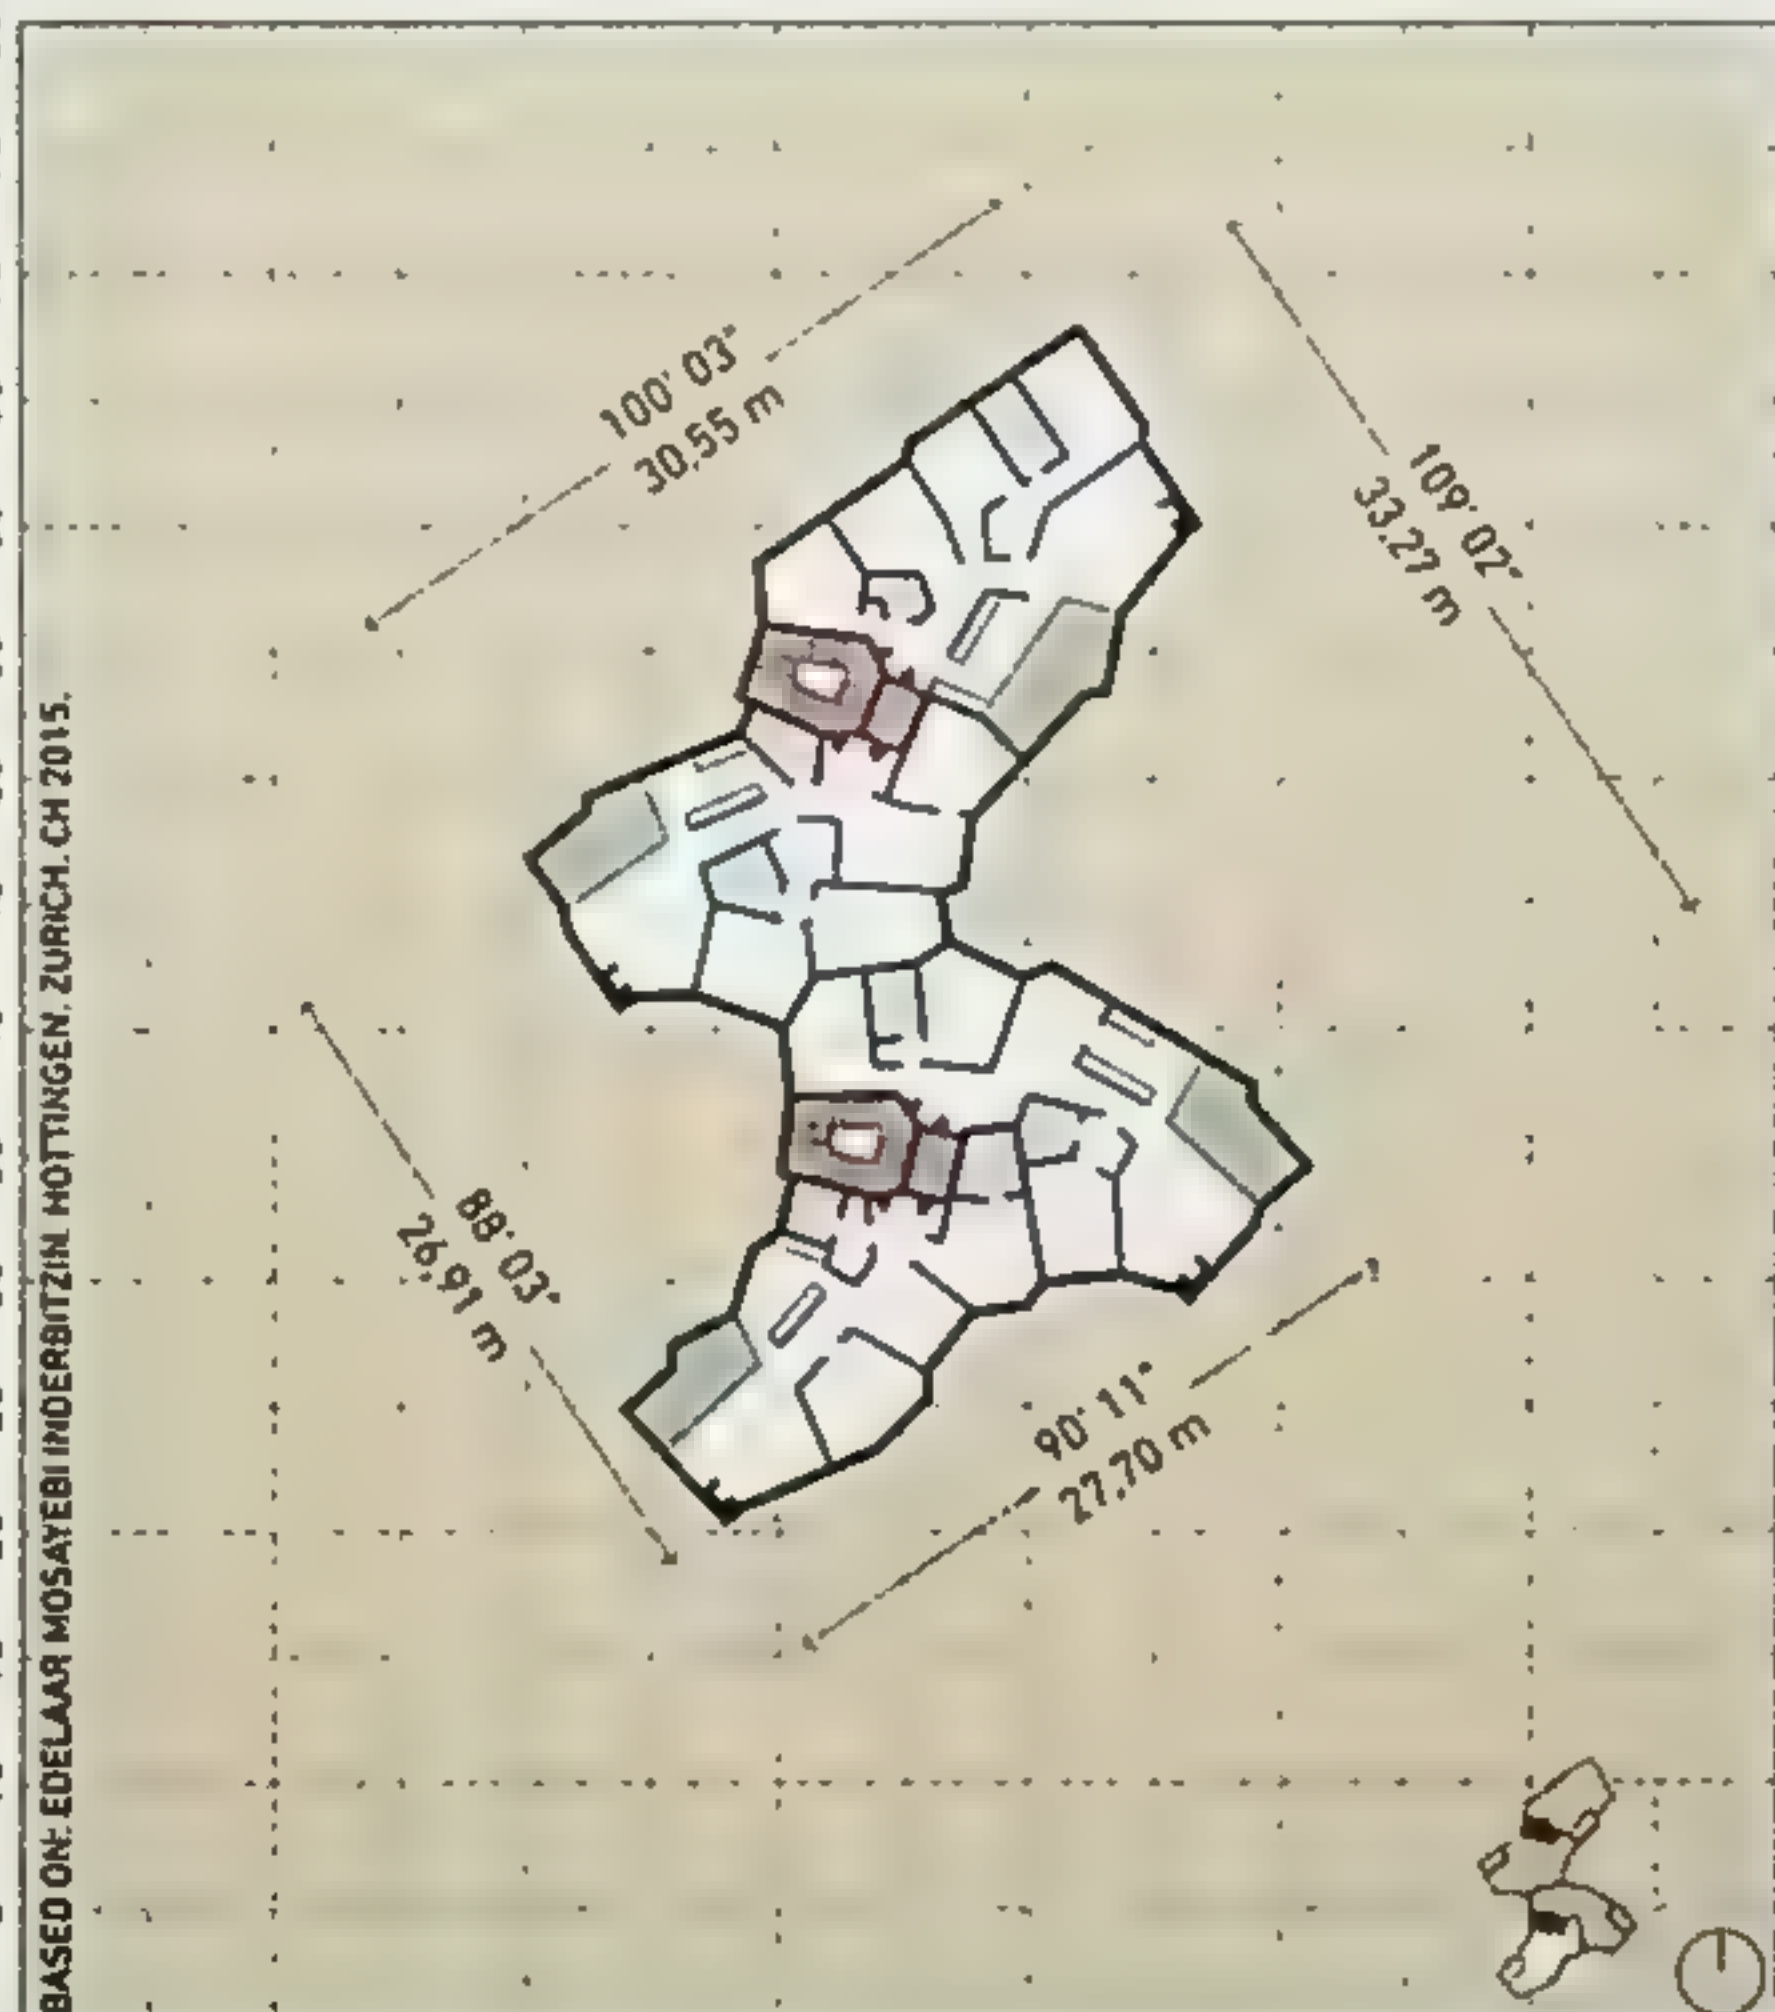 BASED ON: EDELAAR MOSAYEBI INDERBITZIN. HOTTINGEN, ZURICH. CH 2015.
100' 03"
30,55 m
109' 02"
33,27 m
88' 03"
26,91 m
90' 11"
27,70 m